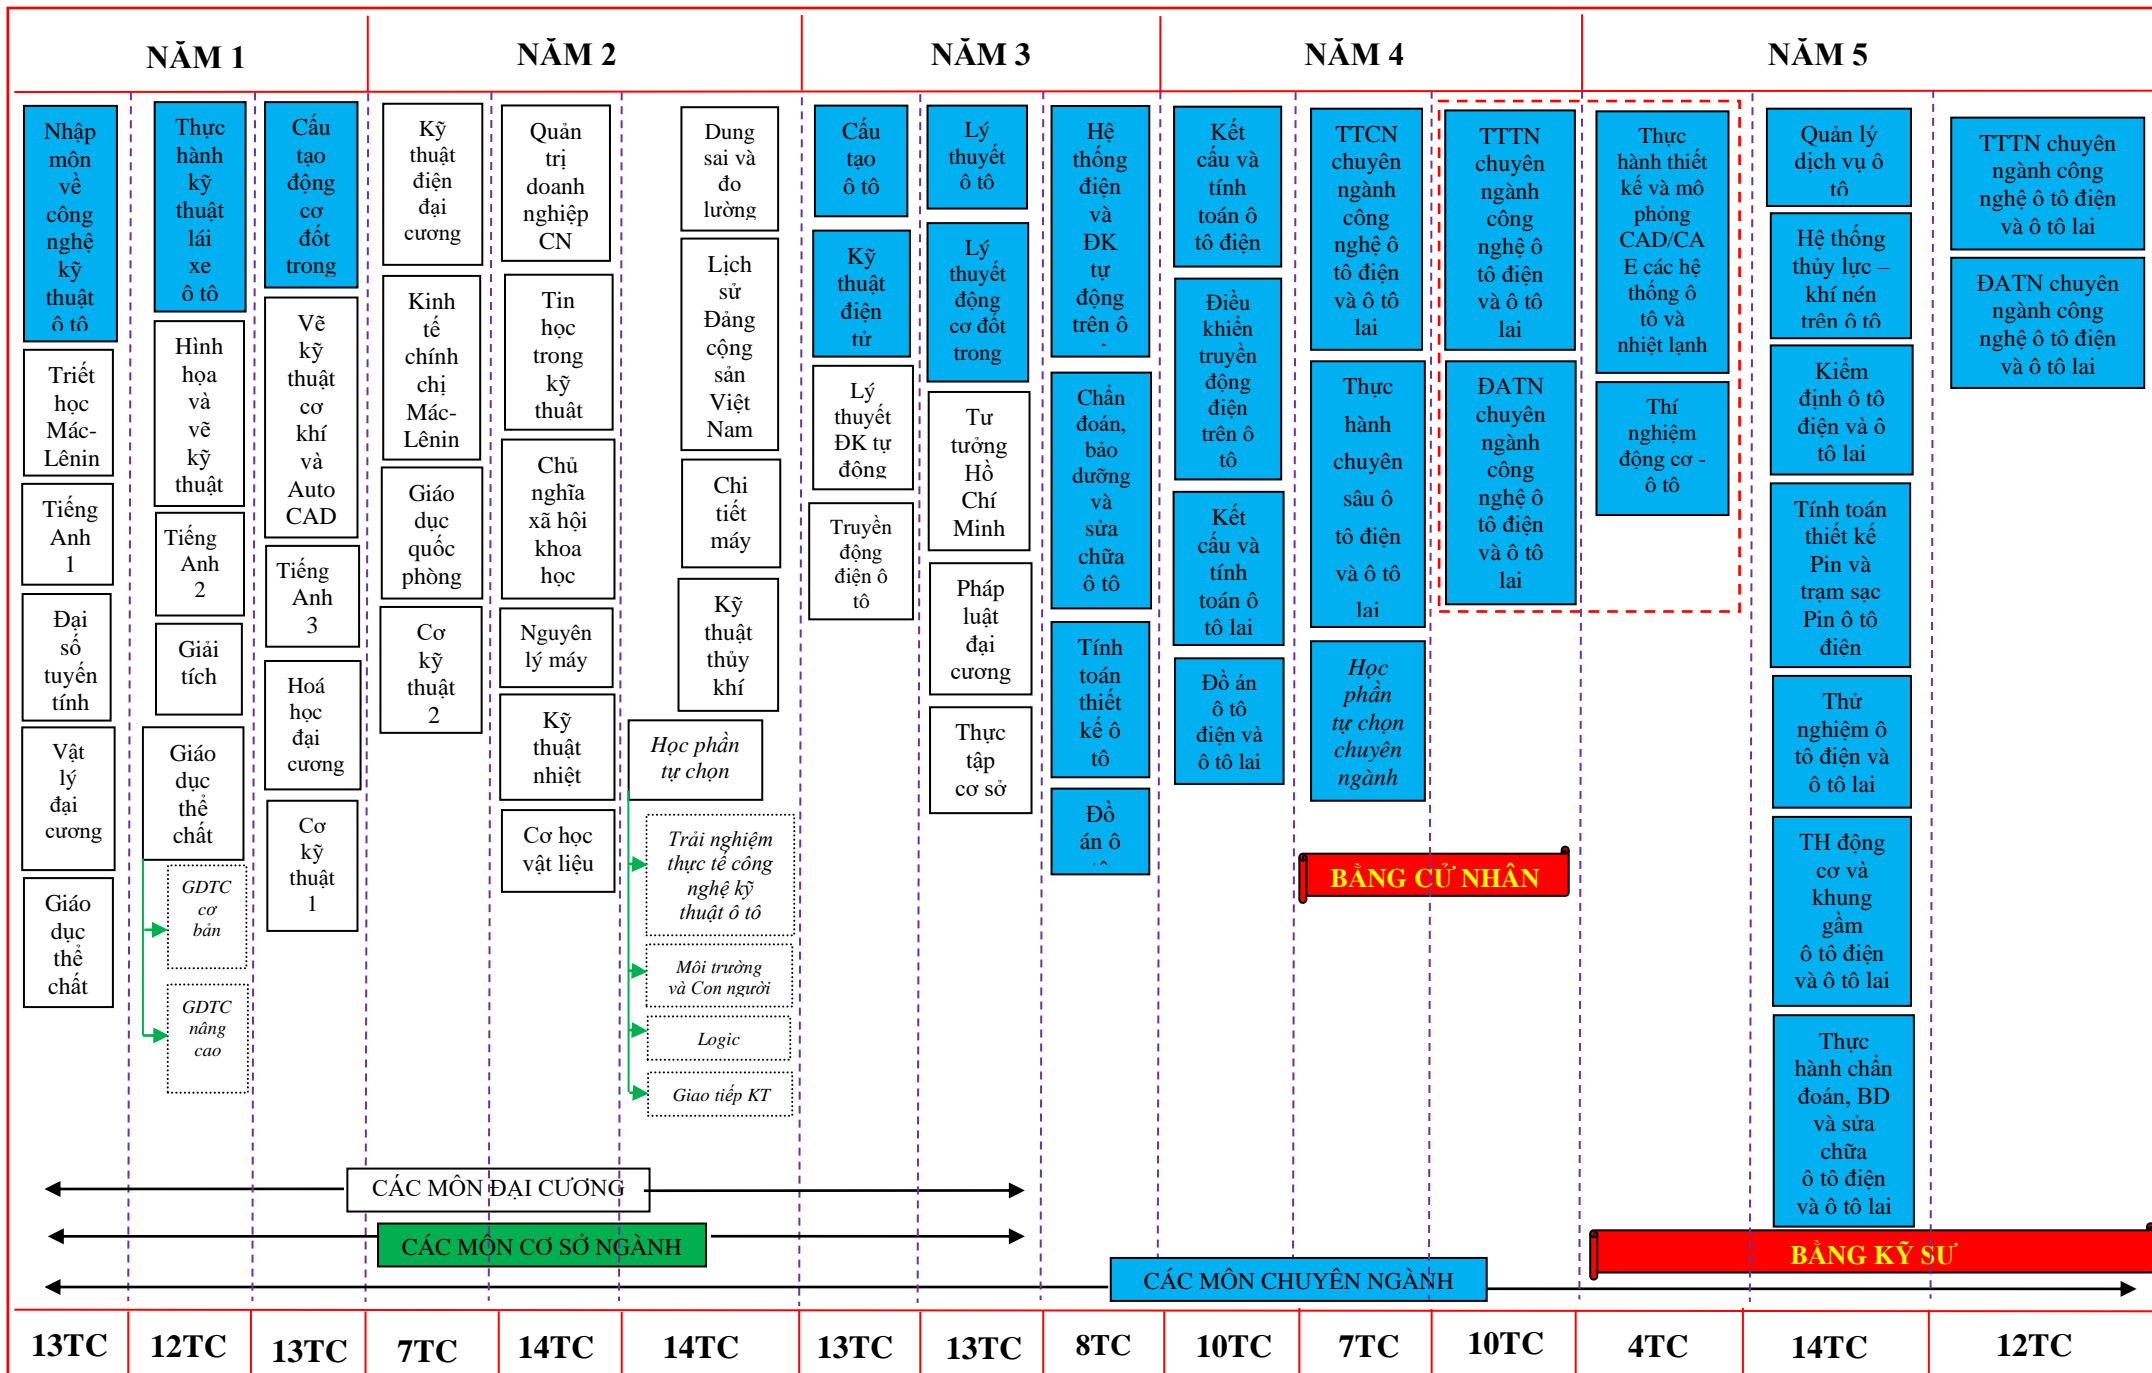 NĂM 1
NĂM 2
NĂM 3
NĂM 4
NĂM 5
Nhập
môn
về
công
nghệ
kỹ
thuật
ô tô
Triết
học
Mác-
Lênin
Tiếng
Anh
1
Đại
số
tuyến
tính
Vật
lý
đại
cương
Giáo
dục
thể
chất
Thực
hành
kỹ
thuật
lái
xe
ô tô
Hình
họa
và
vẽ
kỹ
thuật
Tiếng
Anh
2
Giải
tích
Giáo
dục
thể
chất
GDTC
cơ
bản
GDTC
nâng
cao
Cấu
tạo
động
cơ
đốt
trong
Vẽ
kỹ
thuật
cơ
khí
và
Auto
CAD
Tiếng
Anh
3
Hoá
học
đại
cương
Cơ
kỹ
thuật
1
Kỹ
thuật
điện
đại
cương
Kinh
tế
chính
chị
Mác-
Lênin
Giáo
dục
quốc
phòng
Cơ
kỹ
thuật
2
Quản
trị
doanh
nghiệp
CN
Tin
học
trong
kỹ
thuật
Chủ
nghĩa
xã hội
khoa
học
Nguyên
lý máy
Kỹ
thuật
nhiệt
Cơ học
vật liệu
Dung
sai và
đo
lường
Lịch
sử
Đảng
cộng
sản
Việt
Nam
Chi
tiết
máy
Kỹ
thuật
thủy
khí
Học phần
tự chọn
Trải nghiệm
thực tế công
nghệ kỹ
thuật ô tô
Môi trường
và Con người
Logic
Giao tiếp KT
Cấu
tạo
ô tô
Kỹ
thuật
điện
tử
Lý
thuyết
ĐK tự
động
Truyền
động
điện ô
tô
Lý
thuyết
ô tô
Lý
thuyết
động
cơ đốt
trong
Tư
tưởng
Hồ
Chí
Minh
Pháp
luật
đại
cương
Thực
tập
cơ sở
Hệ
thống
điện
và
ĐK
tự
động
trên ô
Chẩn
đoán,
bảo
dưỡng
và
sửa
chữa
ô tô
Tính
toán
thiết
kế ô
tô
Đồ
án ô
Kết
cấu và
tính
toán ô
tô điện
Điều
khiển
truyền
động
điện
trên ô
tô
Kết
cấu và
tính
toán ô
tô lai
Đồ án
ô tô
điện và
ô tô lai
TTCN
chuyên
ngành
công
nghệ ô
tô điện
và ô tô
lai
Thực
hành
chuyên
sâu ô
tô điện
và ô tô
lai
Học
phần
tự chọn
chuyên
ngành
TTTN
chuyên
ngành
công
nghệ ô
tô điện
và ô tô
lai
ĐATN
chuyên
ngành
công
nghệ ô
tô điện
và ô tô
lai
BẰNG CỬ NHÂN
Thực
hành thiết
kế và mô
phỏng
CAD/CA
E các hệ
thống ô
tô và
nhiệt lạnh
Thí
nghiệm
động cơ -
ô tô
Quản lý
dịch vụ ô
tô
Hệ thống
thủy lực –
khí nén
trên ô tô
Kiểm
định ô tô
điện và ô
tô lai
Tính toán
thiết kế
Pin và
trạm sạc
Pin ô tô
điện
Thử
nghiệm ô
tô điện và
ô tô lai
TH động
cơ và
khung
gầm
ô tô điện
và ô tô lai
Thực
hành chẩn
đoán, BD
và sửa
chữa
ô tô điện
và ô tô lai
TTTN chuyên
ngành công
nghệ ô tô điện
và ô tô lai
ĐATN chuyên
ngành công
nghệ ô tô điện
và ô tô lai
CÁC MÔN ĐẠI CƯƠNG
CÁC MÔN CƠ SỞ NGÀNH
CÁC MÔN CHUYÊN NGÀNH
BẰNG KỸ SƯ
13TC
12TC
13TC
7TC
14TC
14TC
13TC
13TC
8TC
10TC
7TC
10TC
4TC
14TC
12TC